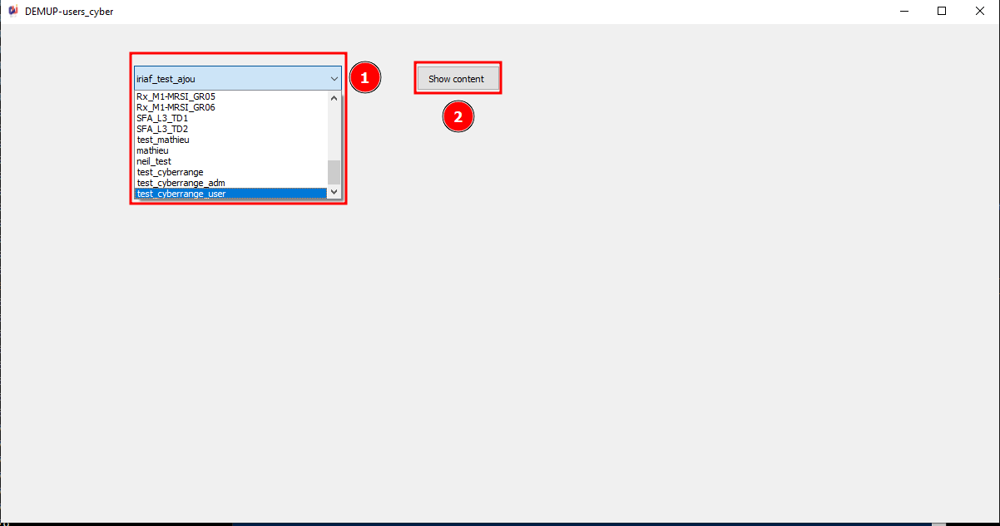 DEMUP-users_cyber
iriaf_test_ajou
1
Show content
2
Rx_M1-MRSI_GR05
Rx_M1-MRSI_GR06
SFA_L3_TD1
SFA_L3_TD2
test_mathieu
mathieu
neil_test
test_cyberrange
test_cyberrange_adm
test_cyberrange_user